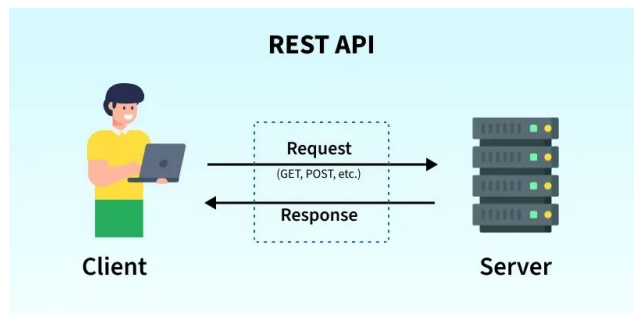 REST API
Request
(GET, POST, etc.)
Response
Client
Server